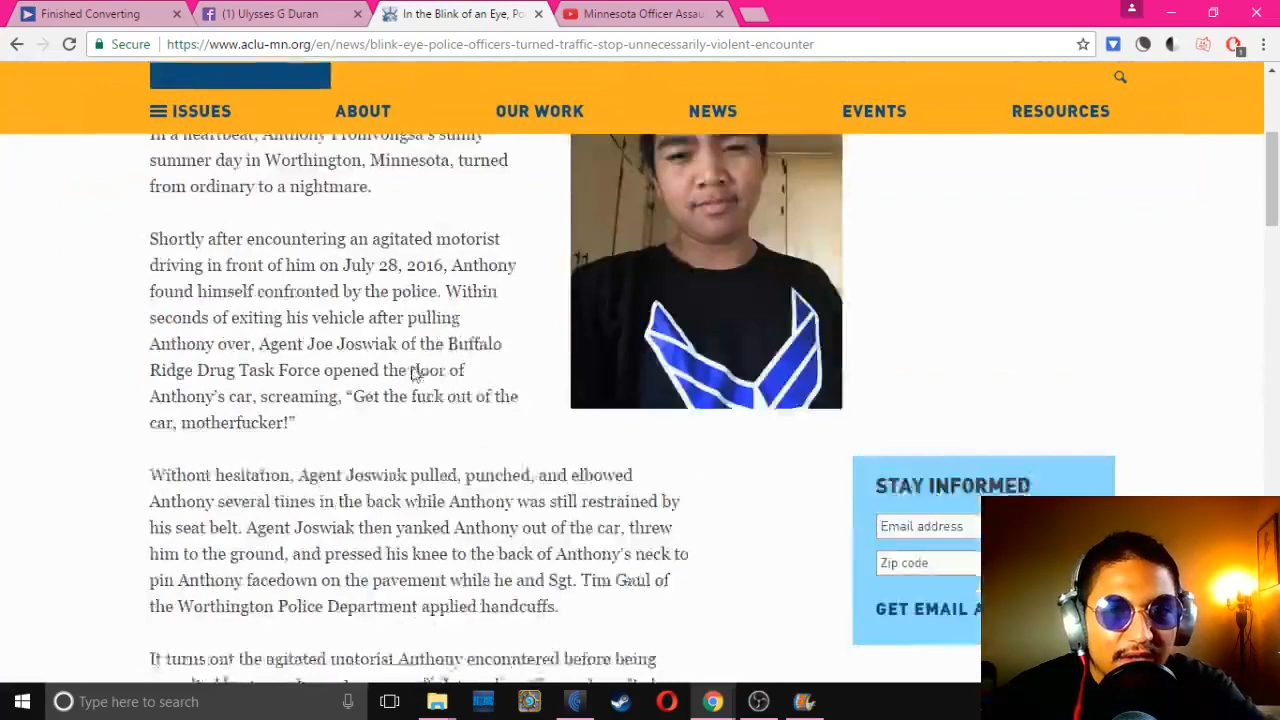 Finished Converting
(1) Ulysses G Duran
In the Blink of an Eye, Po
Minnesota Officer Assau
Secure
https://www.aclu-mn.org/en/news/blink-eye-police-officers-turned-traffic-stop-unnecessarily-violent-encounter
ISSUES ABOUT OUR WORK NEWS EVENTS RESOURCES
In a heartbeat, Anthony Promvongsa's sunny
summer day in Worthington, Minnesota, turned
from ordinary to a nightmare.
Shortly after encountering an agitated motorist
driving in front of him on July 28, 2016, Anthony
found himself confronted by the police. Within
seconds of exiting his vehicle after pulling
Anthony over, Agent Joe Joswiak of the Buffalo
Ridge Drug Task Force opened the door of
Anthony's car, screaming, “Get the fuck out of the
car, motherfucker!”
Without hesitation, Agent Joswiak pulled, punched, and elbowed
Anthony several times in the back while Anthony was still restrained by
his seat belt. Agent Joswiak then yanked Anthony out of the car, threw
him to the ground, and pressed his knee to the back of Anthony's neck to
pin Anthony facedown on the pavement while he and Sgt. Tim Gaul of
the Worthington Police Department applied handcuffs.
It turns out the agitated motorist Anthony encountered before being
STAY INFORMED
Email address
Zip code
GET EMAIL A
Type here to search